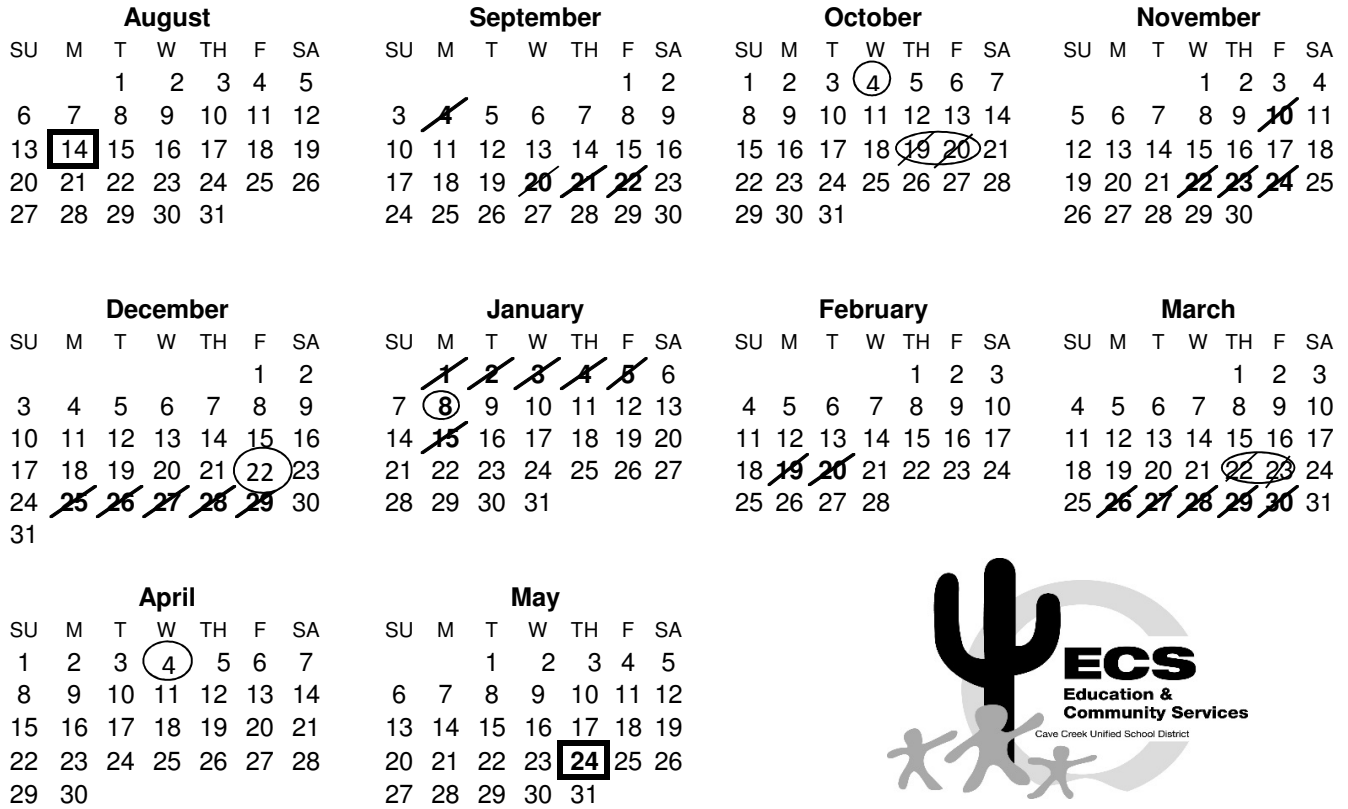 August September October November
SU M T W TH F SA SU M T W TH F SA SU M T W TH F SA SU M T W TH F SA
1 2 3 4 5 1 2 1 2 3 4 5 6 7 1 2 3 4
6 7 8 9 10 11 12 3 4 5 6 7 8 9 8 9 10 11 12 13 14 5 6 7 8 9 10 11
13 14 15 16 17 18 19 10 11 12 13 14 15 16 15 16 17 18 19 20 21 12 13 14 15 16 17 18
20 21 22 23 24 25 26 17 18 19 20 21 22 23 22 23 24 25 26 27 28 19 20 21 22 23 24 25
27 28 29 30 31 24 25 26 27 28 29 30 29 30 31 26 27 28 29 30
December January February March
SU M T W TH F SA SU M T W TH F SA SU M T W TH F SA SU M T W TH F SA
1 2 1 2 3 4 5 6 1 2 3 1 2 3
3 4 5 6 7 8 9 7 8 9 10 11 12 13 4 5 6 7 8 9 10 4 5 6 7 8 9 10
10 11 12 13 14 15 16 14 15 16 17 18 19 20 11 12 13 14 15 16 17 11 12 13 14 15 16 17
17 18 19 20 21 22 23 21 22 23 24 25 26 27 18 19 20 21 22 23 24 18 19 20 21 22 23 24
24 25 26 27 28 29 30 28 29 30 31 25 26 27 28 25 26 27 28 29 30 31
31
April May
SU M T W TH F SA SU M T W TH F SA
1 2 3 4 5 6 7 1 2 3 4 5
8 9 10 11 12 13 14 6 7 8 9 10 11 12
15 16 17 18 19 20 21 13 14 15 16 17 18 19
22 23 24 25 26 27 28 20 21 22 23 24 25 26
29 30 27 28 29 30 31
ECS
Education &
Community Services
Cave Creek Unified School District